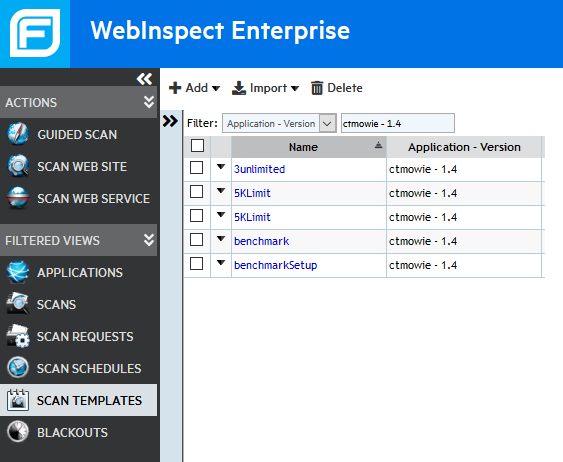 WebInspect Enterprise
ACTIONS
GUIDED SCAN
SCAN WEB SITE
SCAN WEB SERVICE
FILTERED VIEWS
APPLICATIONS
SCANS
SCAN REQUESTS
SCAN SCHEDULES
SCAN TEMPLATES
BLACKOUTS
Add Import Delete
Filter: Application - Version ctmowie - 1.4
Name Application - Version
3unlimited ctmowie - 1.4
5KLimit ctmowie - 1.4
5KLimit ctmowie - 1.4
benchmark ctmowie - 1.4
benchmarkSetup ctmowie - 1.4